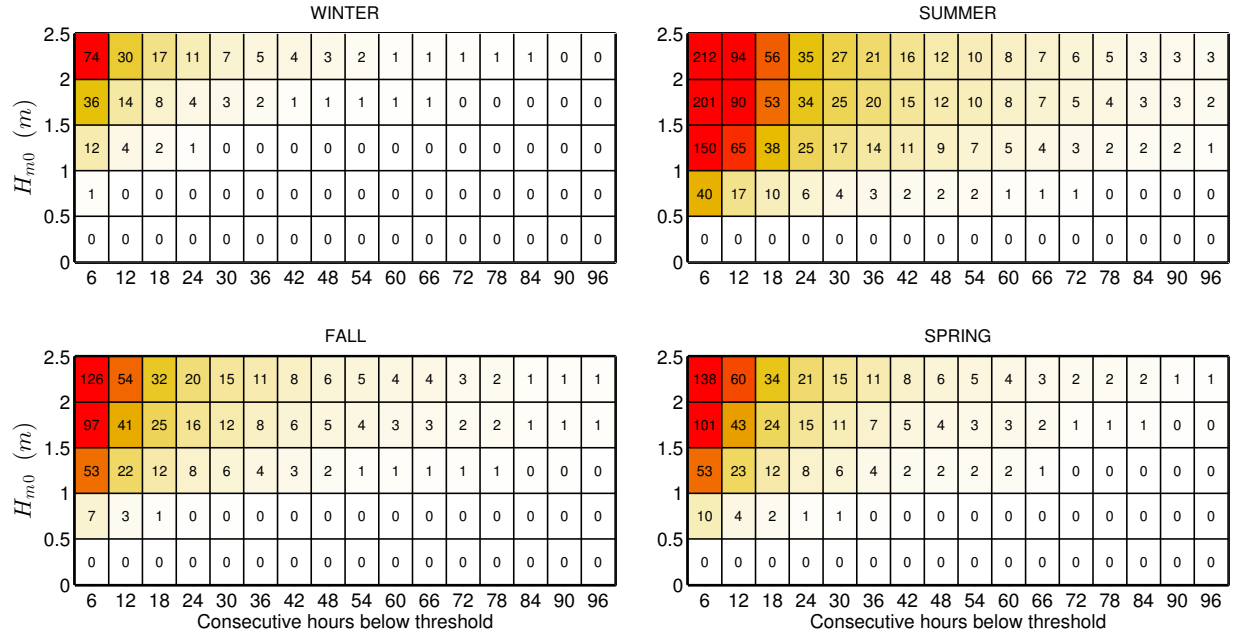 WINTER
2.5 74 30 17 11 7 5 4 3 2 1 1 1 1 1 0 0
2 36 14 8 4 3 2 1 1 1 1 1 0 0 0 0 0
1.5 12 4 2 1 0 0 0 0 0 0 0 0 0 0 0 0
1 1 0 0 0 0 0 0 0 0 0 0 0 0 0 0 0
0.5 0 0 0 0 0 0 0 0 0 0 0 0 0 0 0 0
0
6 12 18 24 30 36 42 48 54 60 66 72 78 84 90 96
H_{m0} (m)
SUMMER
2.5 212 94 56 35 27 21 16 12 10 8 7 6 5 3 3 3
2 201 90 53 34 25 20 15 12 10 8 7 5 4 3 3 2
1.5 150 65 38 25 17 14 11 9 7 5 4 3 2 2 2 1
1 40 17 10 6 4 3 2 2 2 1 1 1 0 0 0 0
0.5 0 0 0 0 0 0 0 0 0 0 0 0 0 0 0 0
0
6 12 18 24 30 36 42 48 54 60 66 72 78 84 90 96
FALL
2.5 126 54 32 20 15 11 8 6 5 4 4 3 2 1 1 1
2 97 41 25 16 12 8 6 5 4 3 3 2 2 1 1 1
1.5 53 22 12 8 6 4 3 2 1 1 1 1 1 0 0 0
1 7 3 1 0 0 0 0 0 0 0 0 0 0 0 0 0
0.5 0 0 0 0 0 0 0 0 0 0 0 0 0 0 0 0
0
6 12 18 24 30 36 42 48 54 60 66 72 78 84 90 96
Consecutive hours below threshold
H_{m0} (m)
SPRING
2.5 138 60 34 21 15 11 8 6 5 4 3 2 2 2 1 1
2 101 43 24 15 11 7 5 4 3 3 2 1 1 1 0 0
1.5 53 23 12 8 6 4 2 2 2 2 1 0 0 0 0 0
1 10 4 2 1 1 0 0 0 0 0 0 0 0 0 0 0
0.5 0 0 0 0 0 0 0 0 0 0 0 0 0 0 0 0
0
6 12 18 24 30 36 42 48 54 60 66 72 78 84 90 96
Consecutive hours below threshold